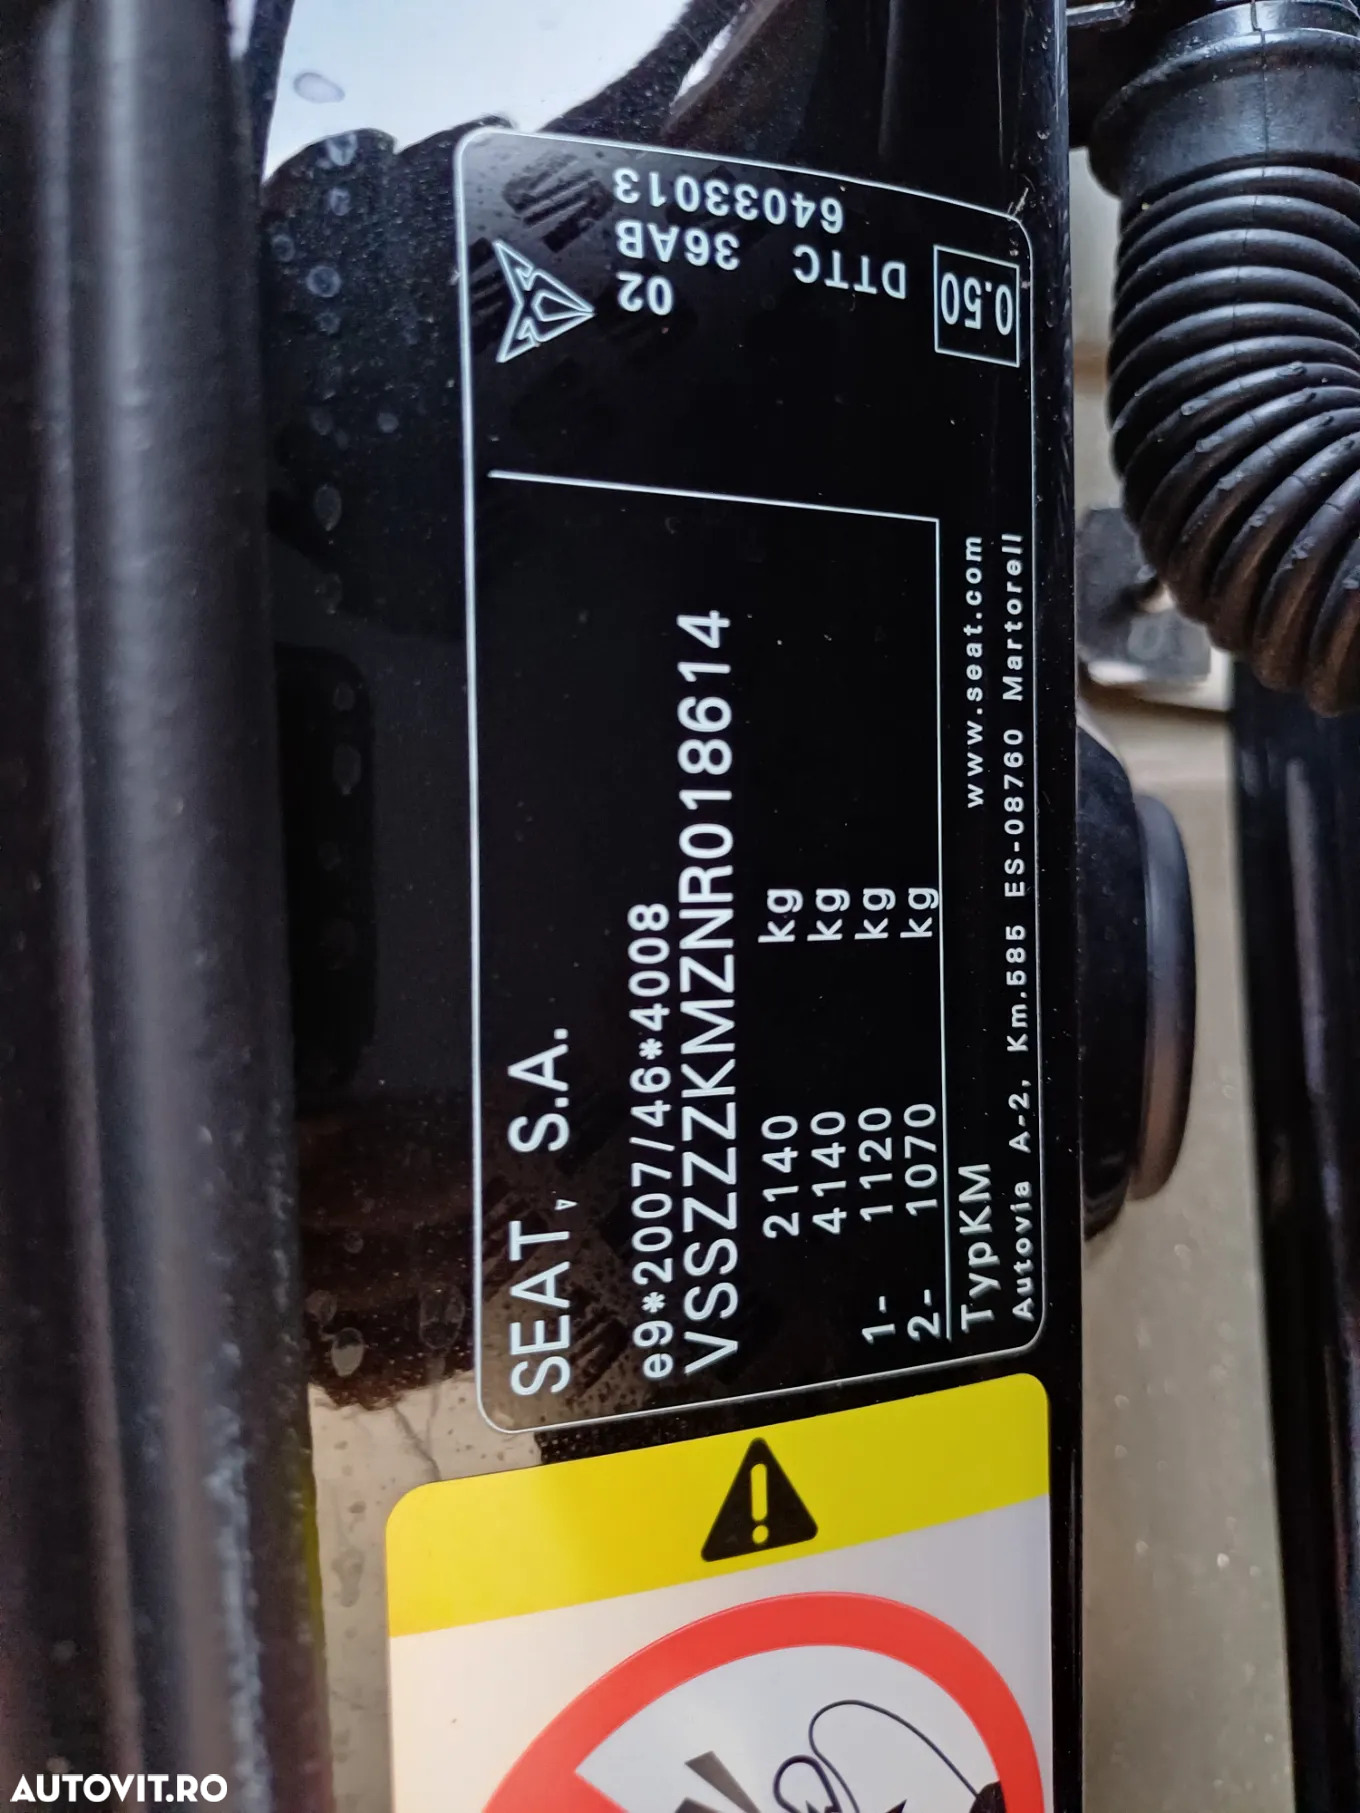 SEAT, S.A.
e9*2007/46*4008
VSSZZZKMZNR018614
2140 kg
4140 kg
1- 1120 kg
2- 1070 kg
TypKM www.seat.com
Autovia A-2, Km.585 ES-08760 Martorell
64033013
02 36AB DTTC
0.50
AUTOVIT.RO